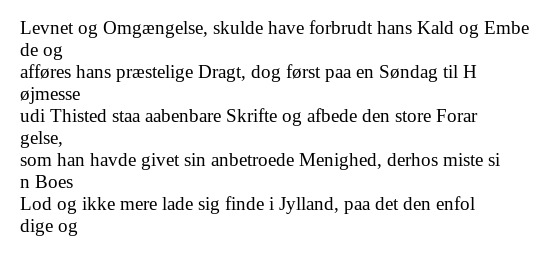 Levnet og Omgængelse, skulde have forbrudt hans Kald og Embe
de og
afføres hans præstelige Dragt, dog først paa en Søndag til H
øjmesse
udi Thisted staa aabenbare Skrifte og afbede den store Forar
gelse,
som han havde givet sin anbetroede Menighed, derhos miste si
n Boes
Lod og ikke mere lade sig finde i Jylland, paa det den enfol
dige og